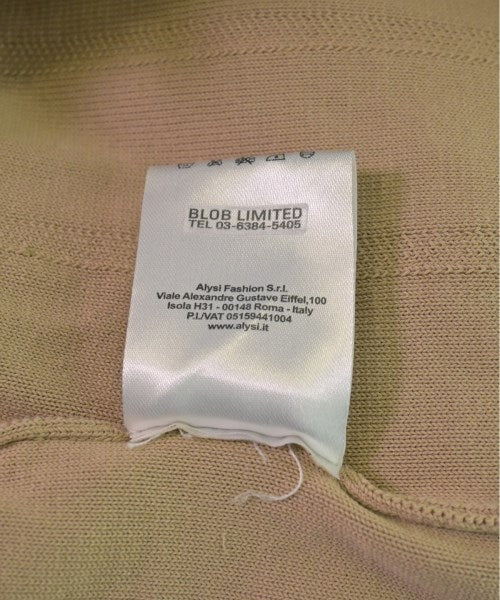 BLOB LIMITED
TEL 03-6384-5405
Alysi Fashion S.r.l.
Viale Alexandre Gustave Eiffel,100
Isola H31 - 00148 Roma - Italy
P.I./VAT 05159441004
www.alysi.it